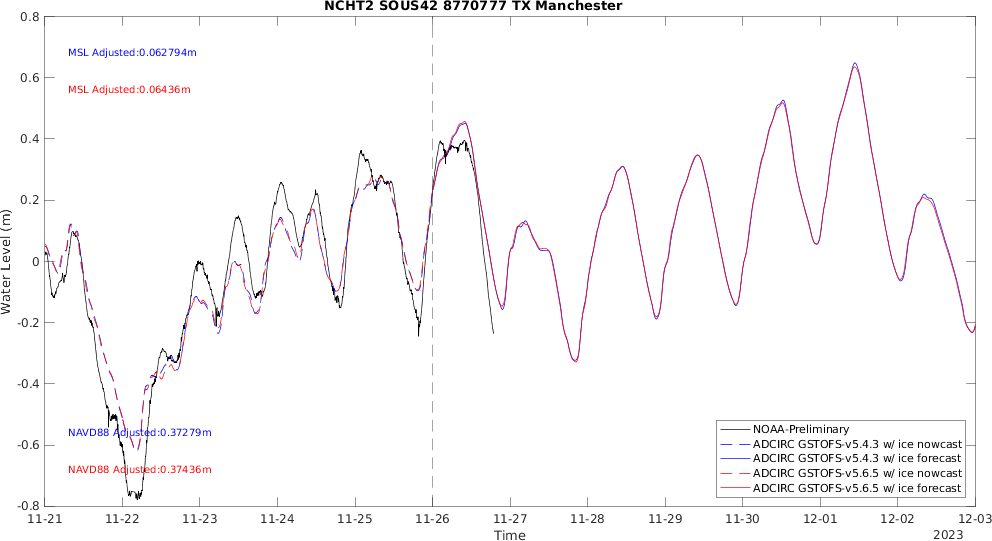 NCHT2 SOUS42 8770777 TX Manchester
0.8
0.6
0.4
0.2
0
-0.2
-0.4
-0.6
-0.8
Water Level (m)
MSL Adjusted:0.062794m
MSL Adjusted:0.06436m
NAVD88 Adjusted:0.37279m
NAVD88 Adjusted:0.37436m
NOAA-Preliminary
ADCIRC GSTOFS-v5.4.3 w/ ice nowcast
ADCIRC GSTOFS-v5.4.3 w/ ice forecast
ADCIRC GSTOFS-v5.6.5 w/ ice nowcast
ADCIRC GSTOFS-v5.6.5 w/ ice forecast
11-21 11-22 11-23 11-24 11-25 11-26 11-27 11-28 11-29 11-30 12-01 12-02 12-03
Time
2023